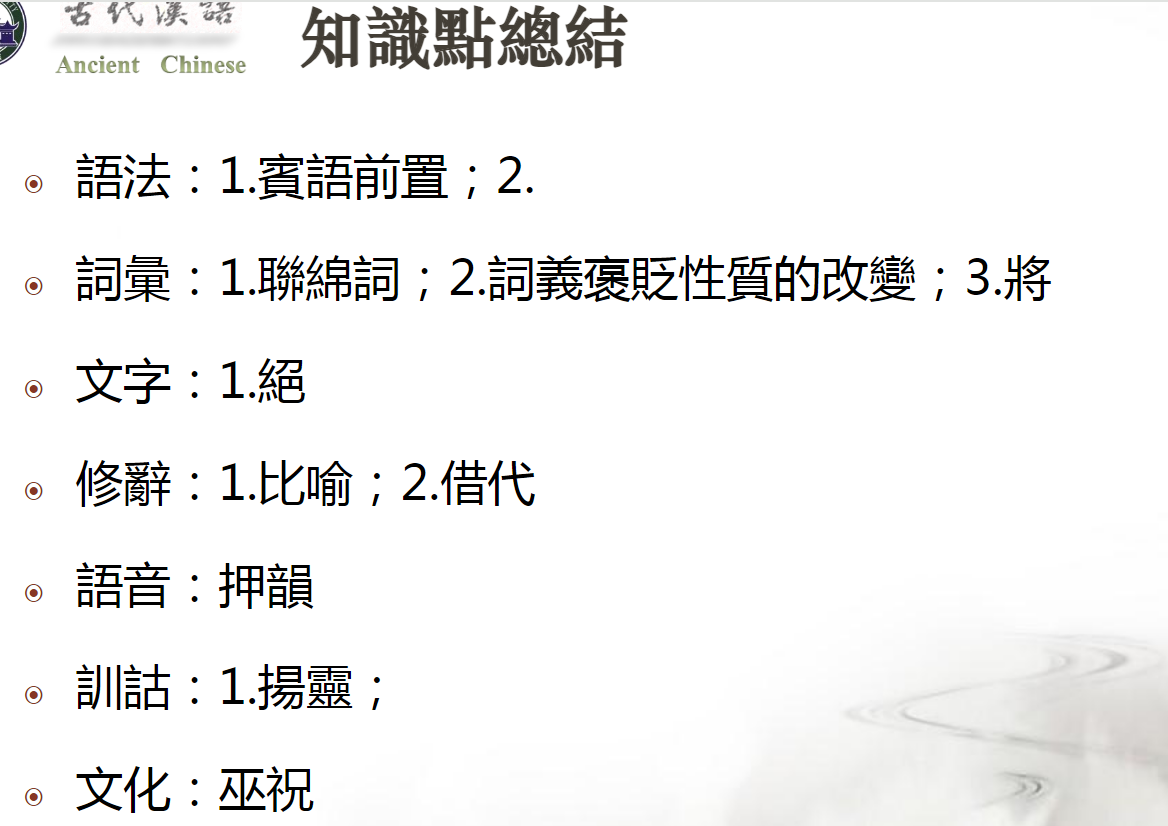 古代漢語
Ancient Chinese
知識點總結
語法：1.賓語前置；2.
詞彙：1.聯綿詞；2.詞義褒貶性質的改變；3.將
文字：1.絕
修辭：1.比喻；2.借代
語音：押韻
訓詁：1.揚靈；
文化：巫祝